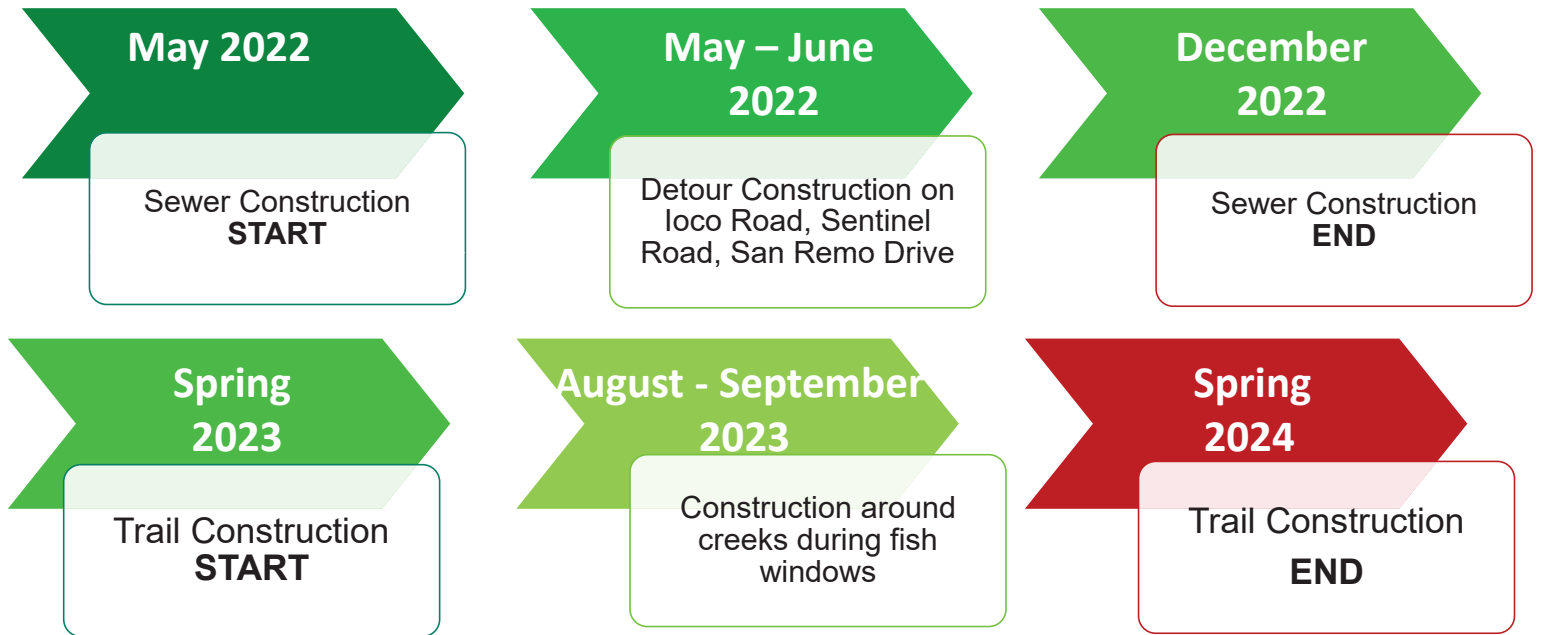 May 2022
Sewer Construction
START
May – June
2022
Detour Construction on
Ioco Road, Sentinel
Road, San Remo Drive
December
2022
Sewer Construction
END
Spring
2023
Trail Construction
START
August - September
2023
Construction around
creeks during fish
windows
Spring
2024
Trail Construction
END